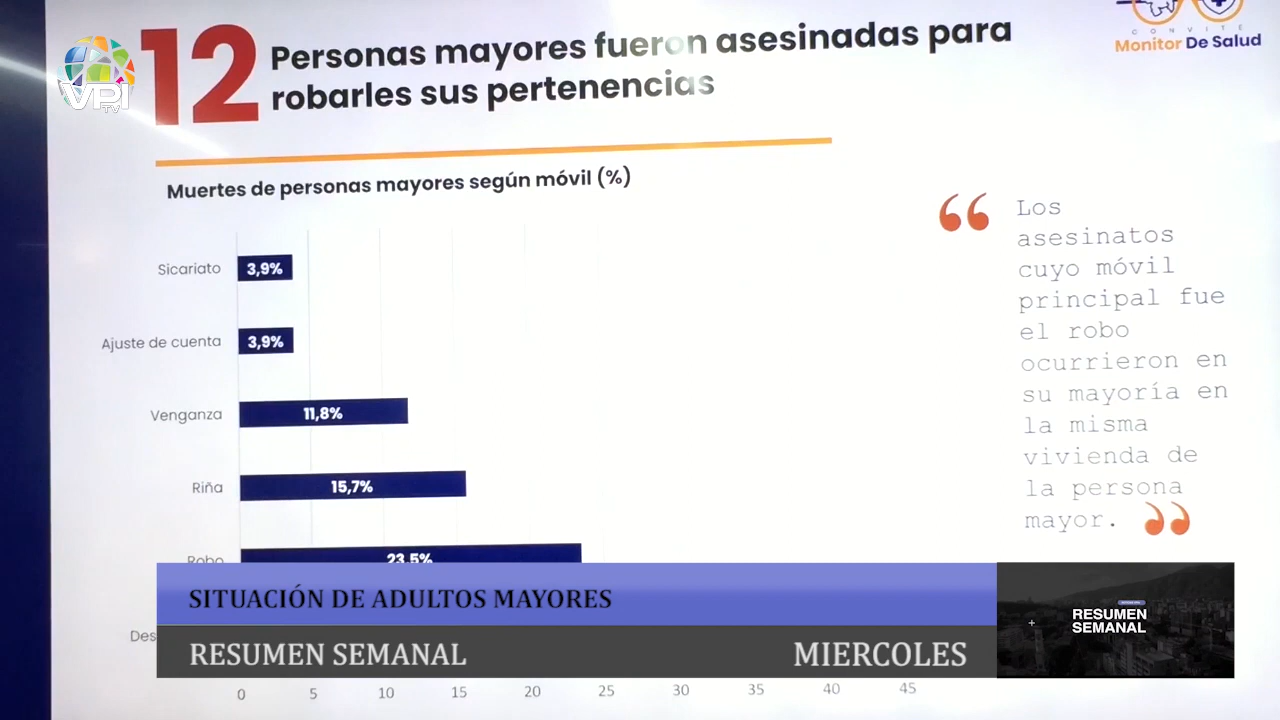 12
Personas mayores fueron asesinadas para
robarles sus pertenencias
VPI
TV
CONVITE
Monitor De Salud
Muertes de personas mayores según móvil (%)
Sicariato 3,9%
Ajuste de cuenta 3,9%
Venganza 11,8%
Riña 15,7%
Robo 23,5%
Des
0 5 10 15 20 25 30 35 40 45
“ Los
asesinatos
cuyo móvil
principal fue
el robo
ocurrieron en
su mayoría en
la misma
vivienda de
la persona
mayor. ”
SITUACIÓN DE ADULTOS MAYORES
RESUMEN SEMANAL MIERCOLES
RESUMEN
SEMANAL